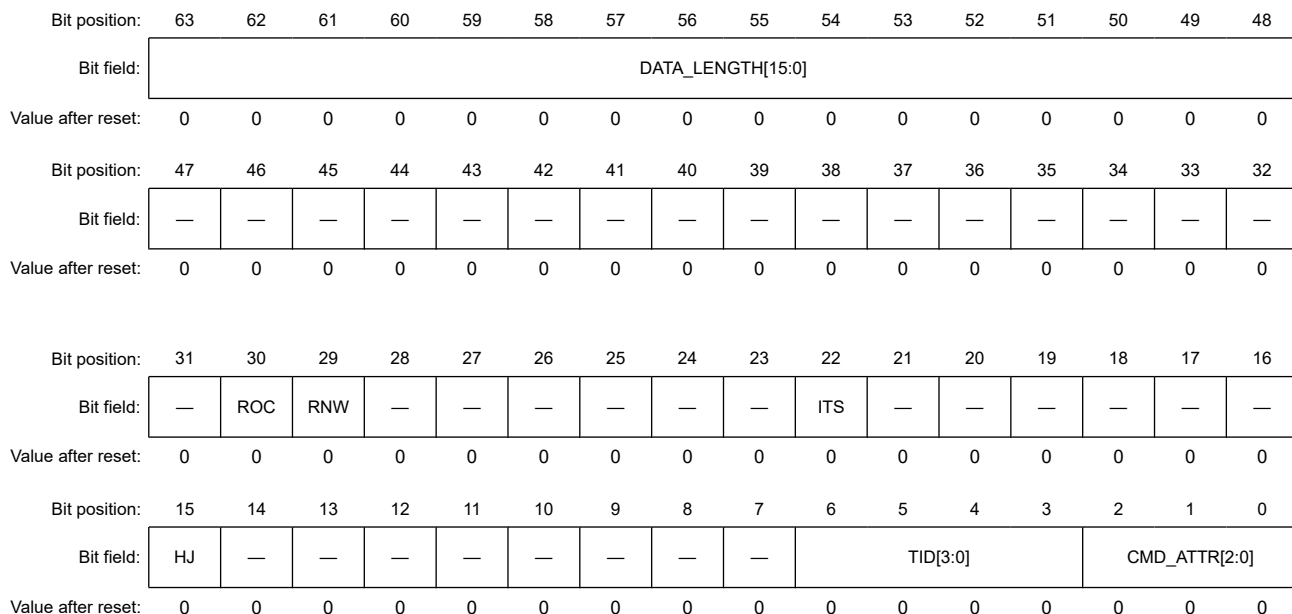 Bit position: 63 62 61 60 59 58 57 56 55 54 53 52 51 50 49 48
Bit field: DATA_LENGTH[15:0]
Value after reset: 0 0 0 0 0 0 0 0 0 0 0 0 0 0 0 0
Bit position: 47 46 45 44 43 42 41 40 39 38 37 36 35 34 33 32
Bit field: — — — — — — — — — — — — — — — —
Value after reset: 0 0 0 0 0 0 0 0 0 0 0 0 0 0 0 0
Bit position: 31 30 29 28 27 26 25 24 23 22 21 20 19 18 17 16
Bit field: — ROC RNW — — — — — — ITS — — — — — —
Value after reset: 0 0 0 0 0 0 0 0 0 0 0 0 0 0 0 0
Bit position: 15 14 13 12 11 10 9 8 7 6 5 4 3 2 1 0
Bit field: HJ — — — — — — — — TID[3:0] CMD_ATTR[2:0]
Value after reset: 0 0 0 0 0 0 0 0 0 0 0 0 0 0 0 0